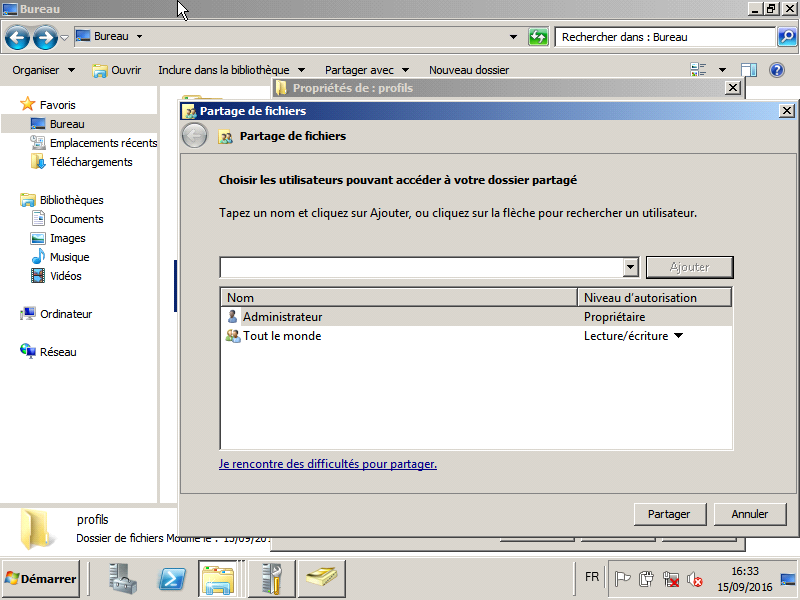 Bureau
Bureau
Rechercher dans : Bureau
Organiser
Ouvrir
Inclure dans la bibliothèque
Partager avec
Nouveau dossier
Propriétés de : profils
Favoris
Bureau
Emplacements récents
Téléchargements
Bibliothèques
Documents
Images
Musique
Vidéos
Ordinateur
Réseau
Partage de fichiers
Partage de fichiers
Choisir les utilisateurs pouvant accéder à votre dossier partagé
Tapez un nom et cliquez sur Ajouter, ou cliquez sur la flèche pour rechercher un utilisateur.
Ajouter
Nom Niveau d'autorisation
Administrateur Propriétaire
Tout le monde Lecture/écriture
Je rencontre des difficultés pour partager.
Partager Annuler
profils
Dossier de fichiers Modifié le : 15/09/201
Démarrer
FR
16:33
15/09/2016